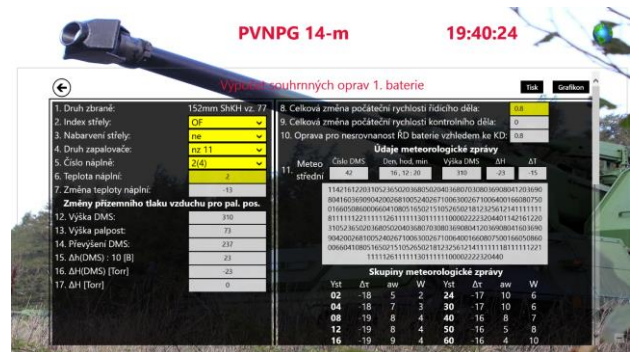 PVNPG 14-m
19:40:24
Výpočet souhrnných oprav 1. baterie
Tisk
Grafikon
1. Druh zbraně: 152mm ShKH vz. 77
2. Index střely: OF
3. Nabarvení střely: ne
4. Druh zapalovače: nz 11
5. Číslo náplně: 2(4)
6. Teplota náplní: 2
7. Změna teploty náplní: -13
Změny přízemního tlaku vzduchu pro pal. pos.
12. Výška DMS: 310
13. Výška palpost: 73
14. Převýšení DMS: 237
15. Δh(DMS) : 10 [B] 23
16. ΔH(DMS) [Torr] -23
17. ΔH [Torr] 0
8. Celková změna počáteční rychlosti řídícího děla: 0.8
9. Celková změna počáteční rychlosti kontrolního děla: 0
10. Oprava pro nesrovnanost ŘD baterie vzhledem ke KD: 0.8
Údaje meteorologické zprávy
Číslo DMS Den, hod, min Výška DMS ΔH ΔT
11. Meteo střední 42 16 , 12 : 20 310 -23 -15
Skupiny meteorologické zprávy
Yst Δτ aw W Yst Δτ aw W
02 -18 5 2 24 -17 10 6
04 -18 7 3 30 -17 10 6
08 -19 8 4 40 -16 8 7
12 -19 8 4 50 -16 5 8
16 -19 9 4 60 -16 4 10